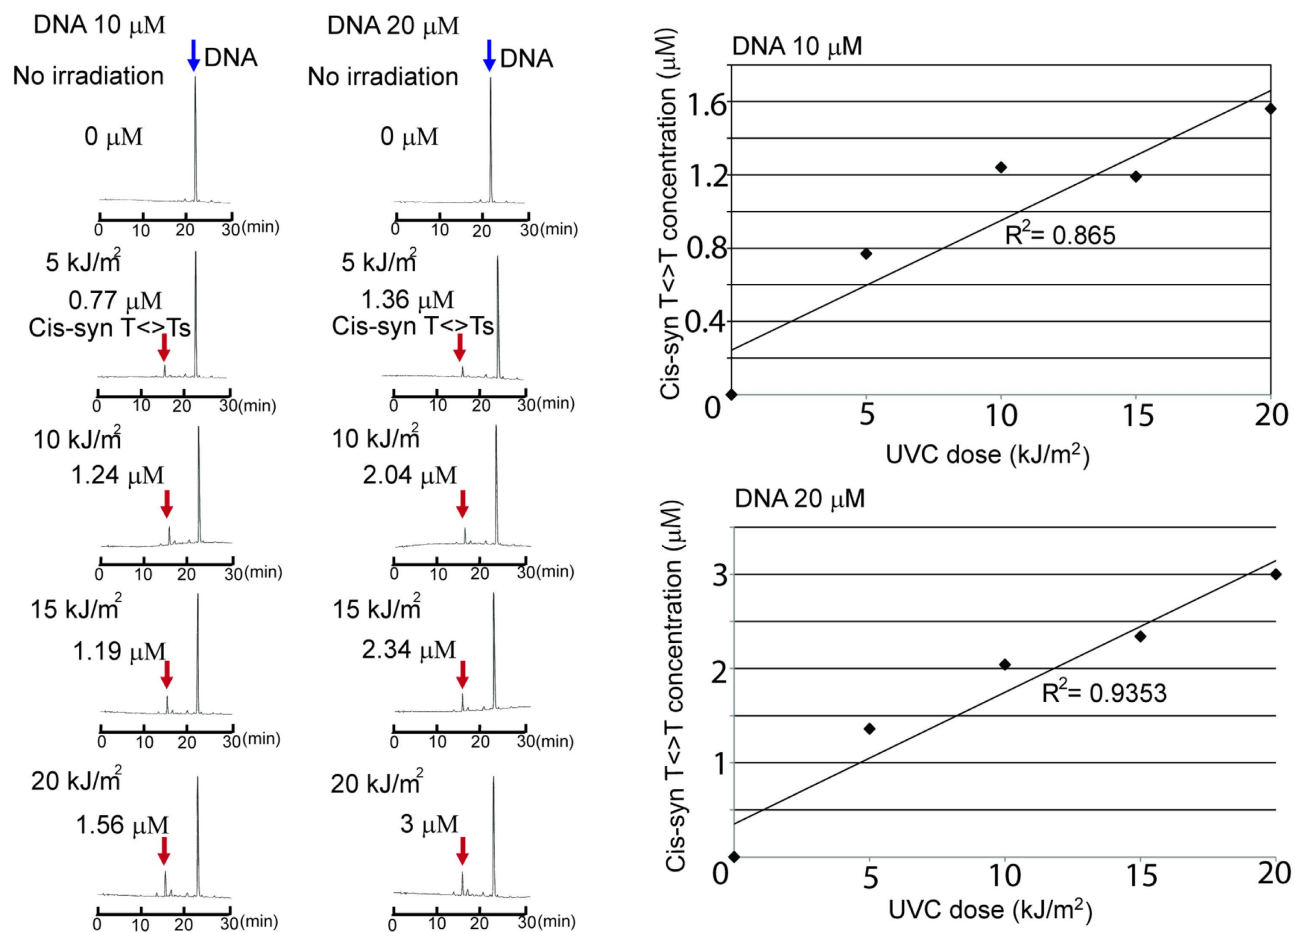 DNA 10 μM
DNA
No irradiation
0 μM
0 10 20 30(min)
5 kJ/m²
0.77 μM
Cis-syn T<>Ts
0 10 20 30(min)
10 kJ/m²
1.24 μM
0 10 20 30(min)
15 kJ/m²
1.19 μM
0 10 20 30(min)
20 kJ/m²
1.56 μM
0 10 20 30(min)
DNA 20 μM
DNA
No irradiation
0 μM
0 10 20 30(min)
5 kJ/m²
1.36 μM
Cis-syn T<>Ts
0 10 20 30(min)
10 kJ/m²
2.04 μM
0 10 20 30(min)
15 kJ/m²
2.34 μM
0 10 20 30(min)
20 kJ/m²
3 μM
0 10 20 30(min)
DNA 10 μM
Cis-syn T<>T concentration (μM)
1.6
1.2
0.8
0.4
0
R²= 0.865
5 10 15 20
UVC dose (kJ/m²)
DNA 20 μM
Cis-syn T<>T concentration (μM)
3
2
1
0
R²= 0.9353
5 10 15 20
UVC dose (kJ/m²)